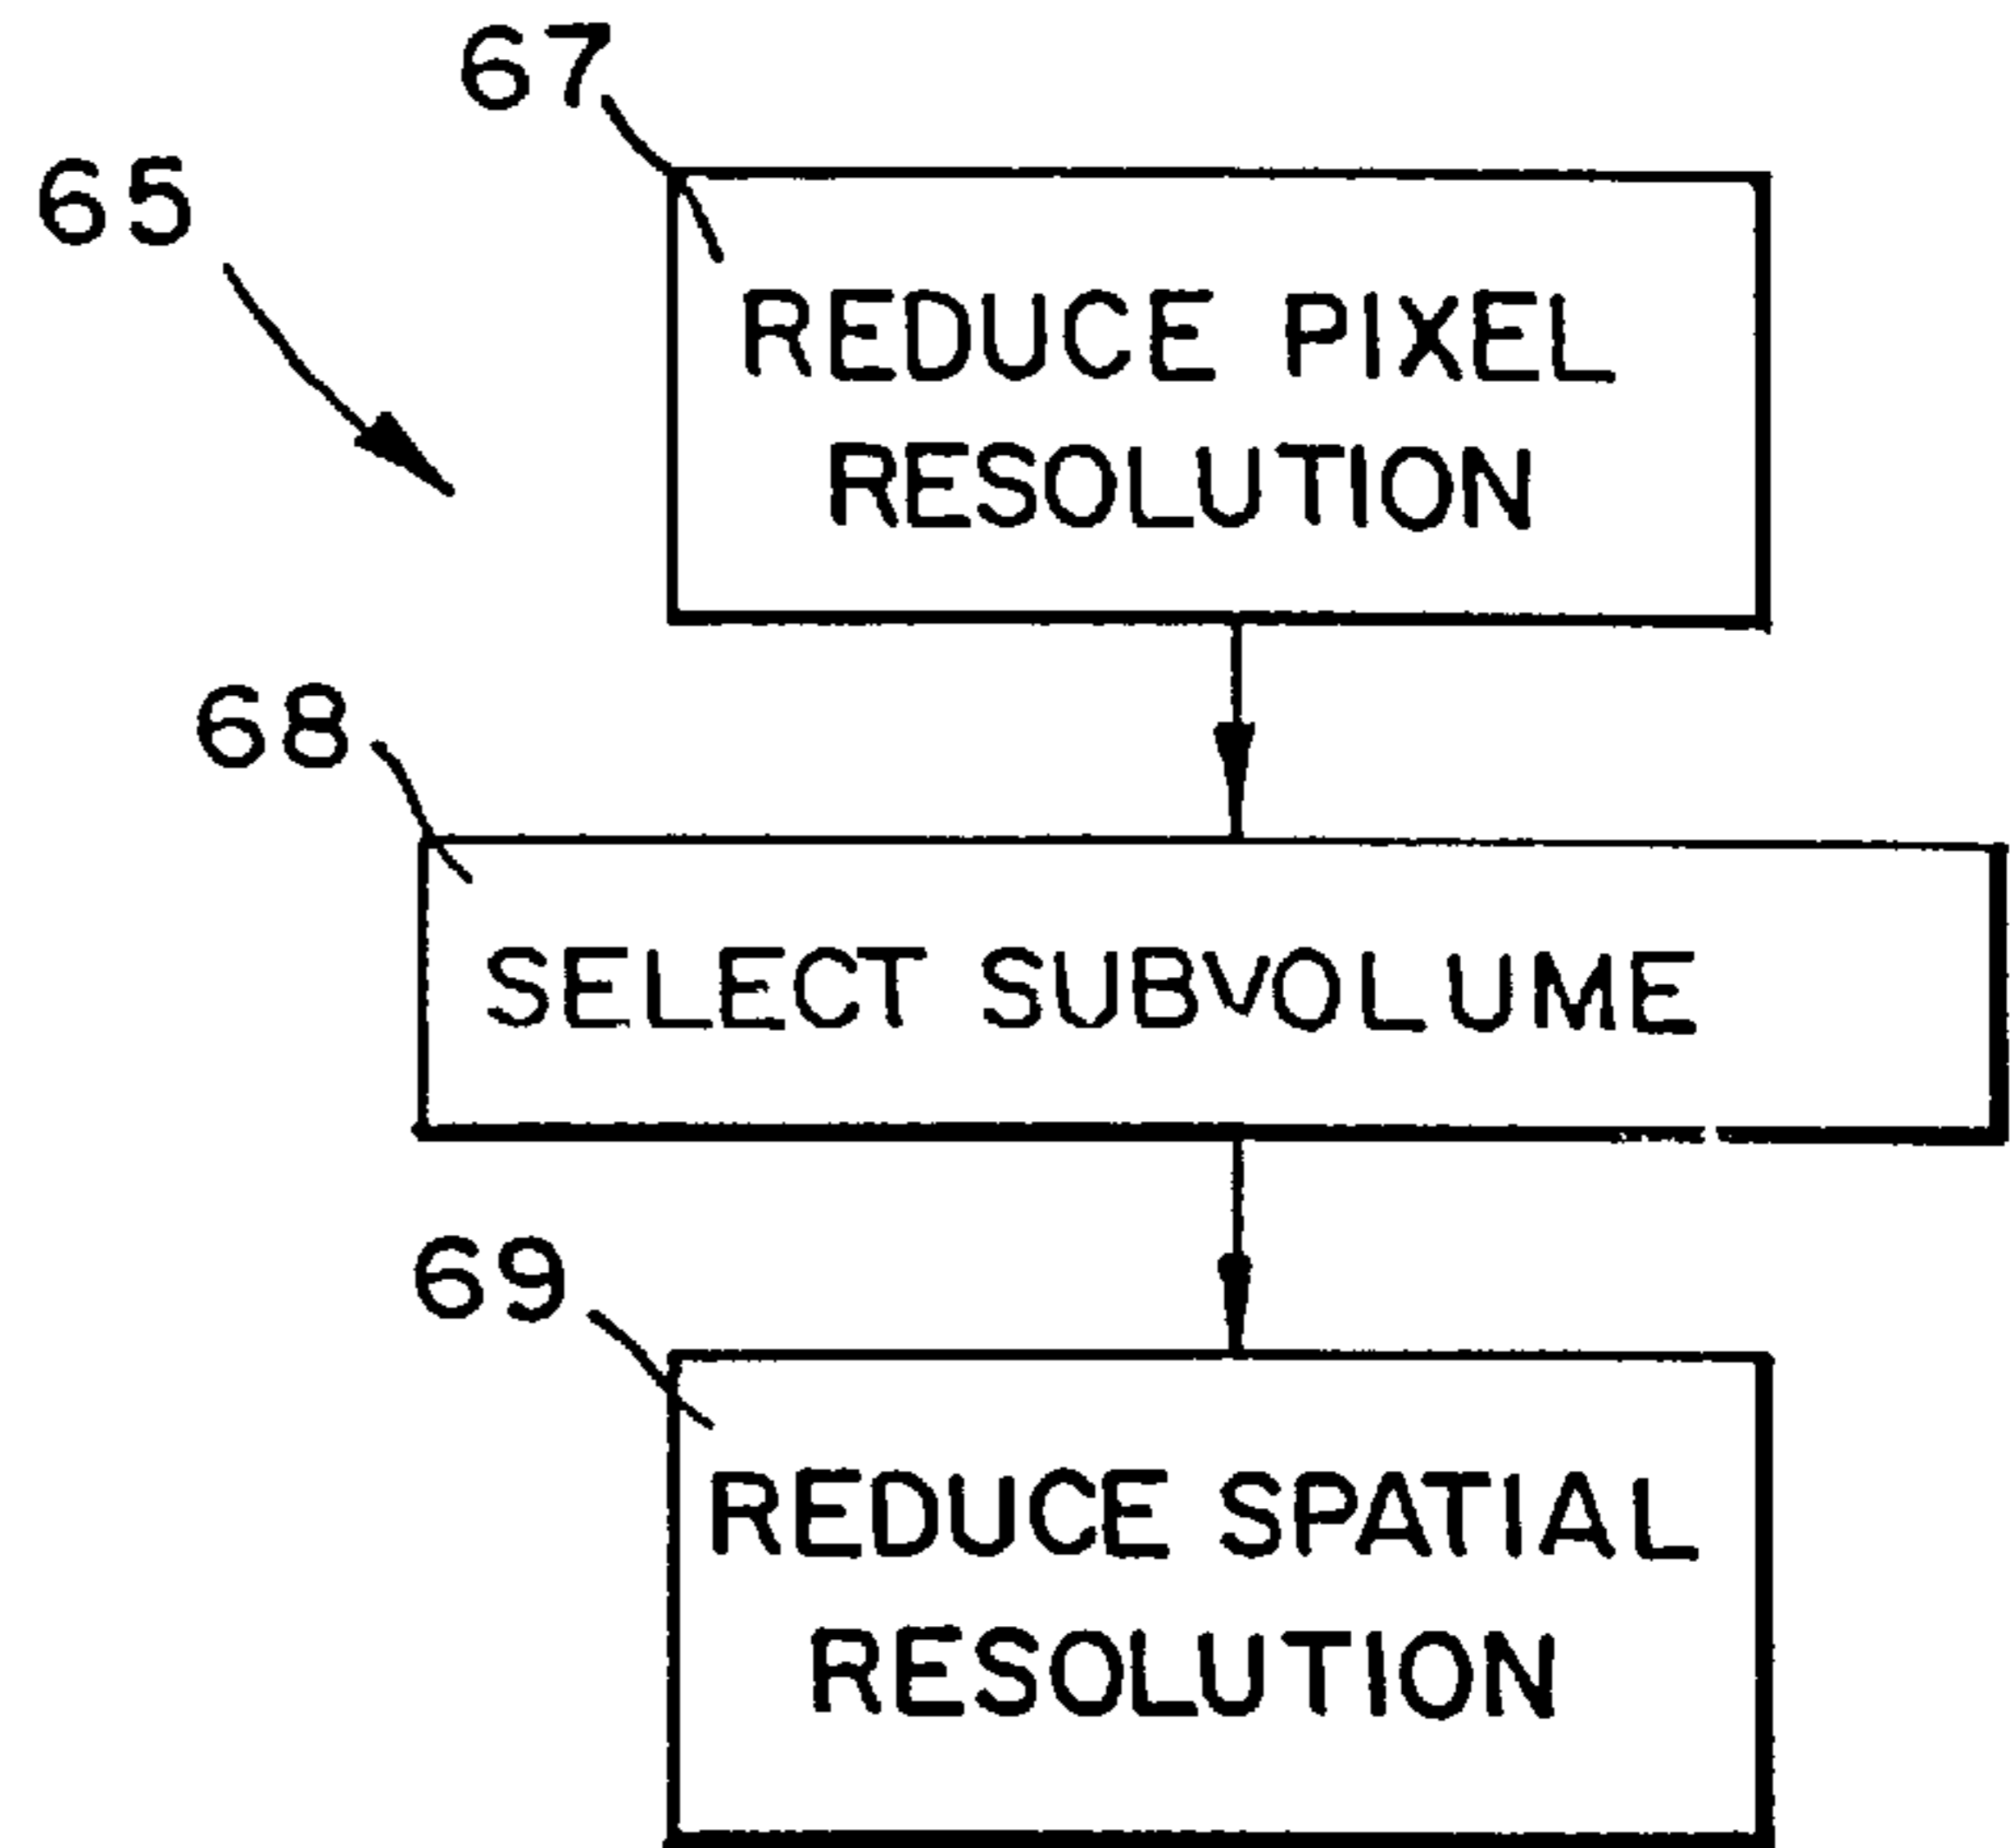 67
65
REDUCE PIXEL
RESOLUTION
68
SELECT SUBVOLUME
69
REDUCE SPATIAL
RESOLUTION